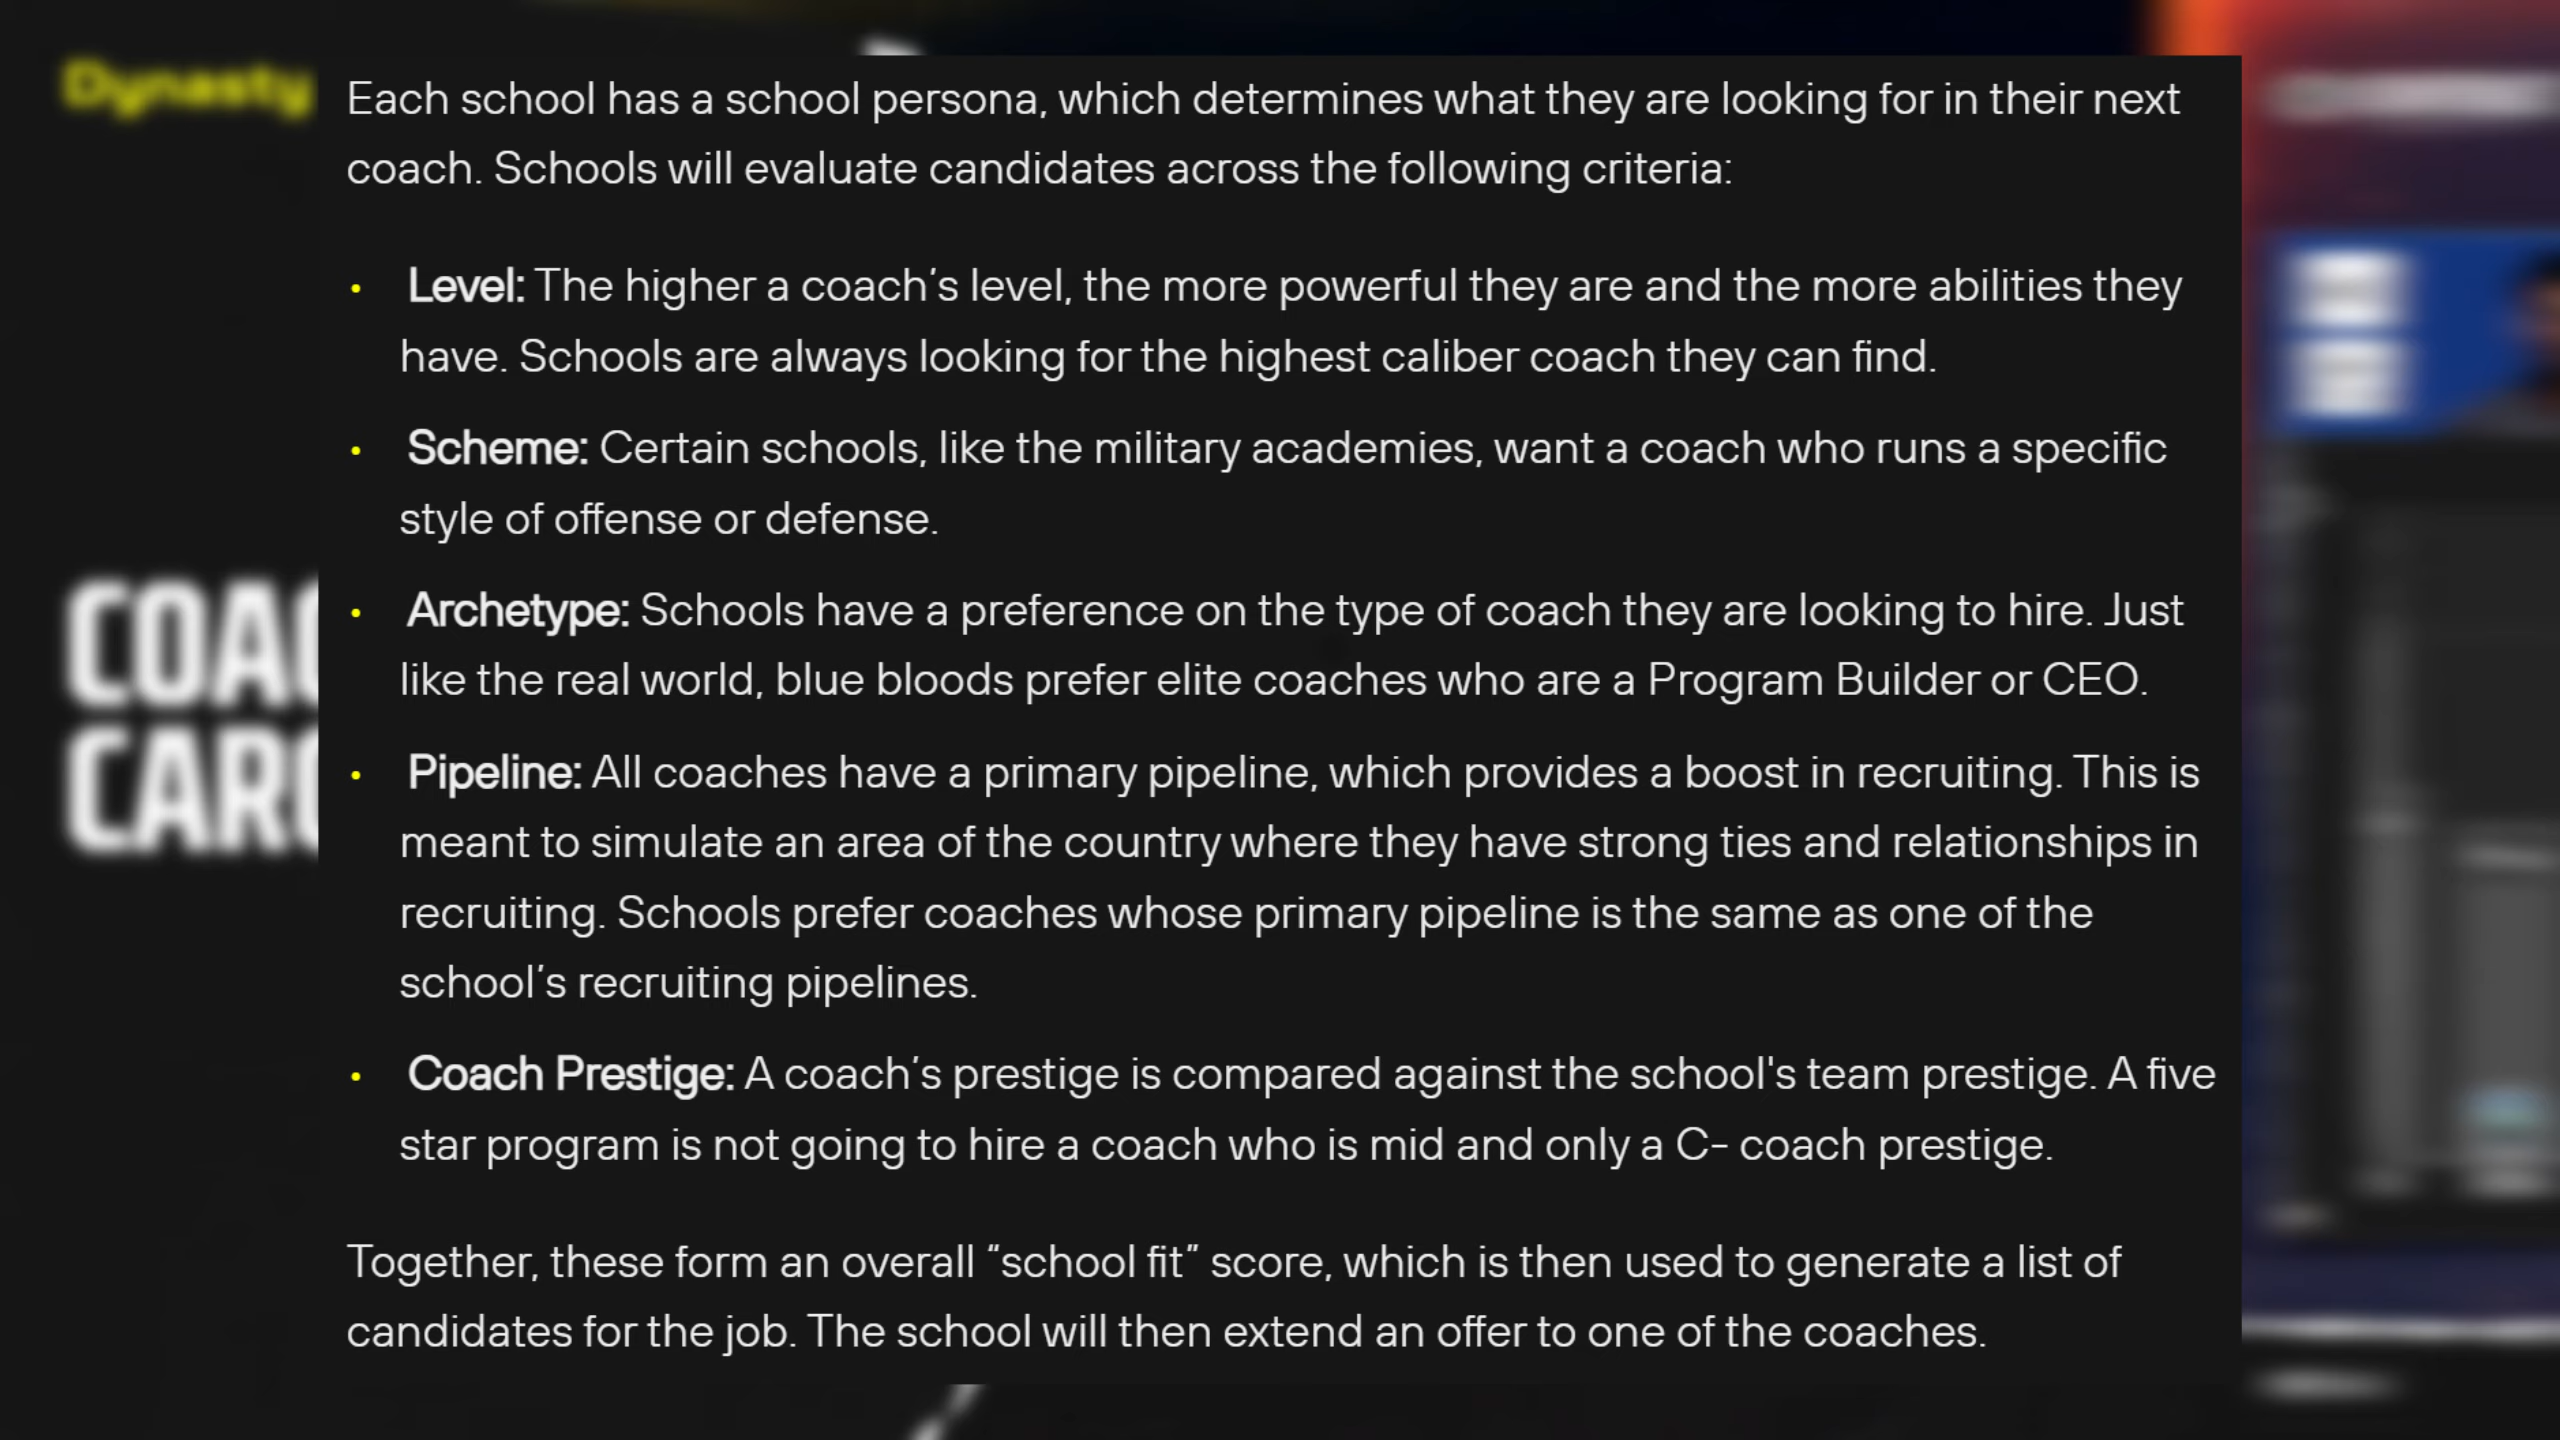 Dynasty
Each school has a school persona, which determines what they are looking for in their next
coach. Schools will evaluate candidates across the following criteria:
• Level: The higher a coach’s level, the more powerful they are and the more abilities they
have. Schools are always looking for the highest caliber coach they can find.
• Scheme: Certain schools, like the military academies, want a coach who runs a specific
style of offense or defense.
COAC
CARO
• Archetype: Schools have a preference on the type of coach they are looking to hire. Just
like the real world, blue bloods prefer elite coaches who are a Program Builder or CEO.
• Pipeline: All coaches have a primary pipeline, which provides a boost in recruiting. This is
meant to simulate an area of the country where they have strong ties and relationships in
recruiting. Schools prefer coaches whose primary pipeline is the same as one of the
school’s recruiting pipelines.
• Coach Prestige: A coach’s prestige is compared against the school's team prestige. A five
star program is not going to hire a coach who is mid and only a C- coach prestige.
Together, these form an overall “school fit” score, which is then used to generate a list of
candidates for the job. The school will then extend an offer to one of the coaches.